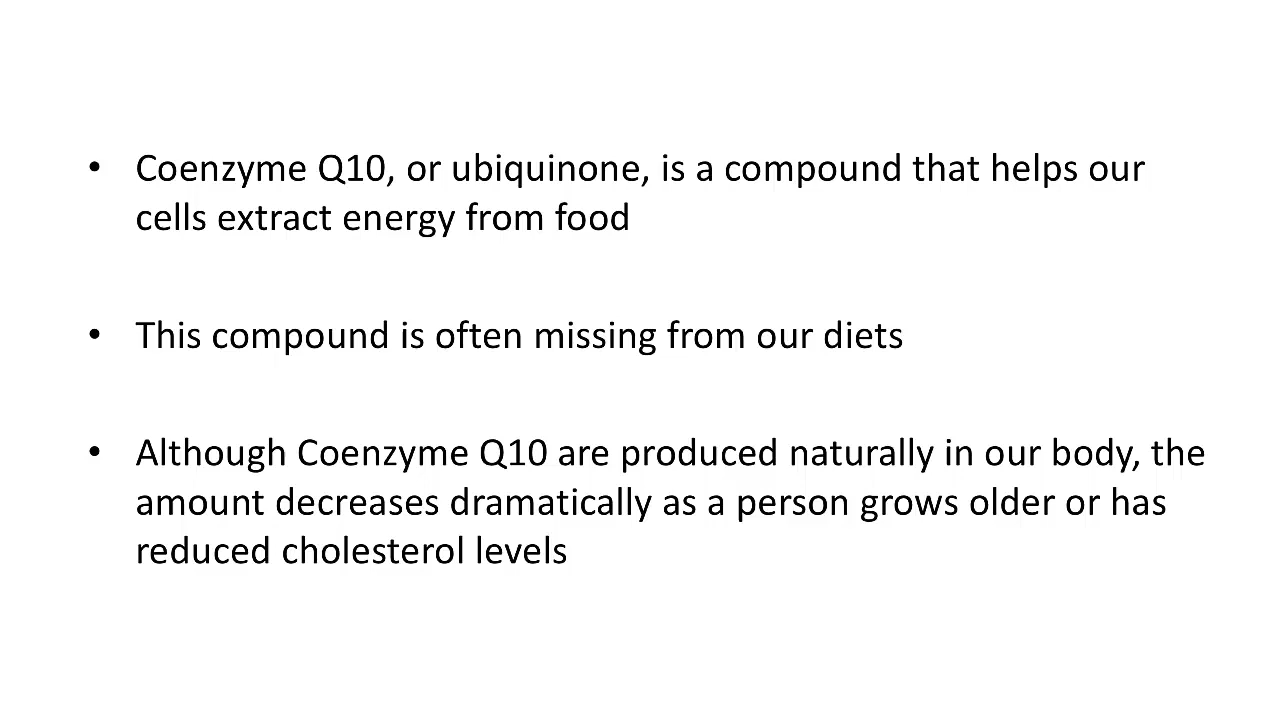 • Coenzyme Q10, or ubiquinone, is a compound that helps our
cells extract energy from food
• This compound is often missing from our diets
• Although Coenzyme Q10 are produced naturally in our body, the
amount decreases dramatically as a person grows older or has
reduced cholesterol levels